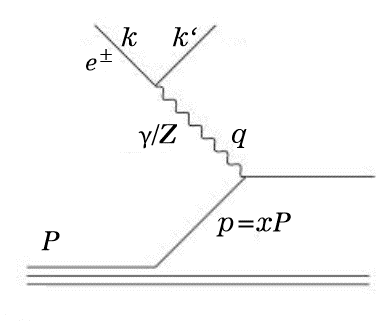 k k‘
e±
γ/Z q
p=xP
P